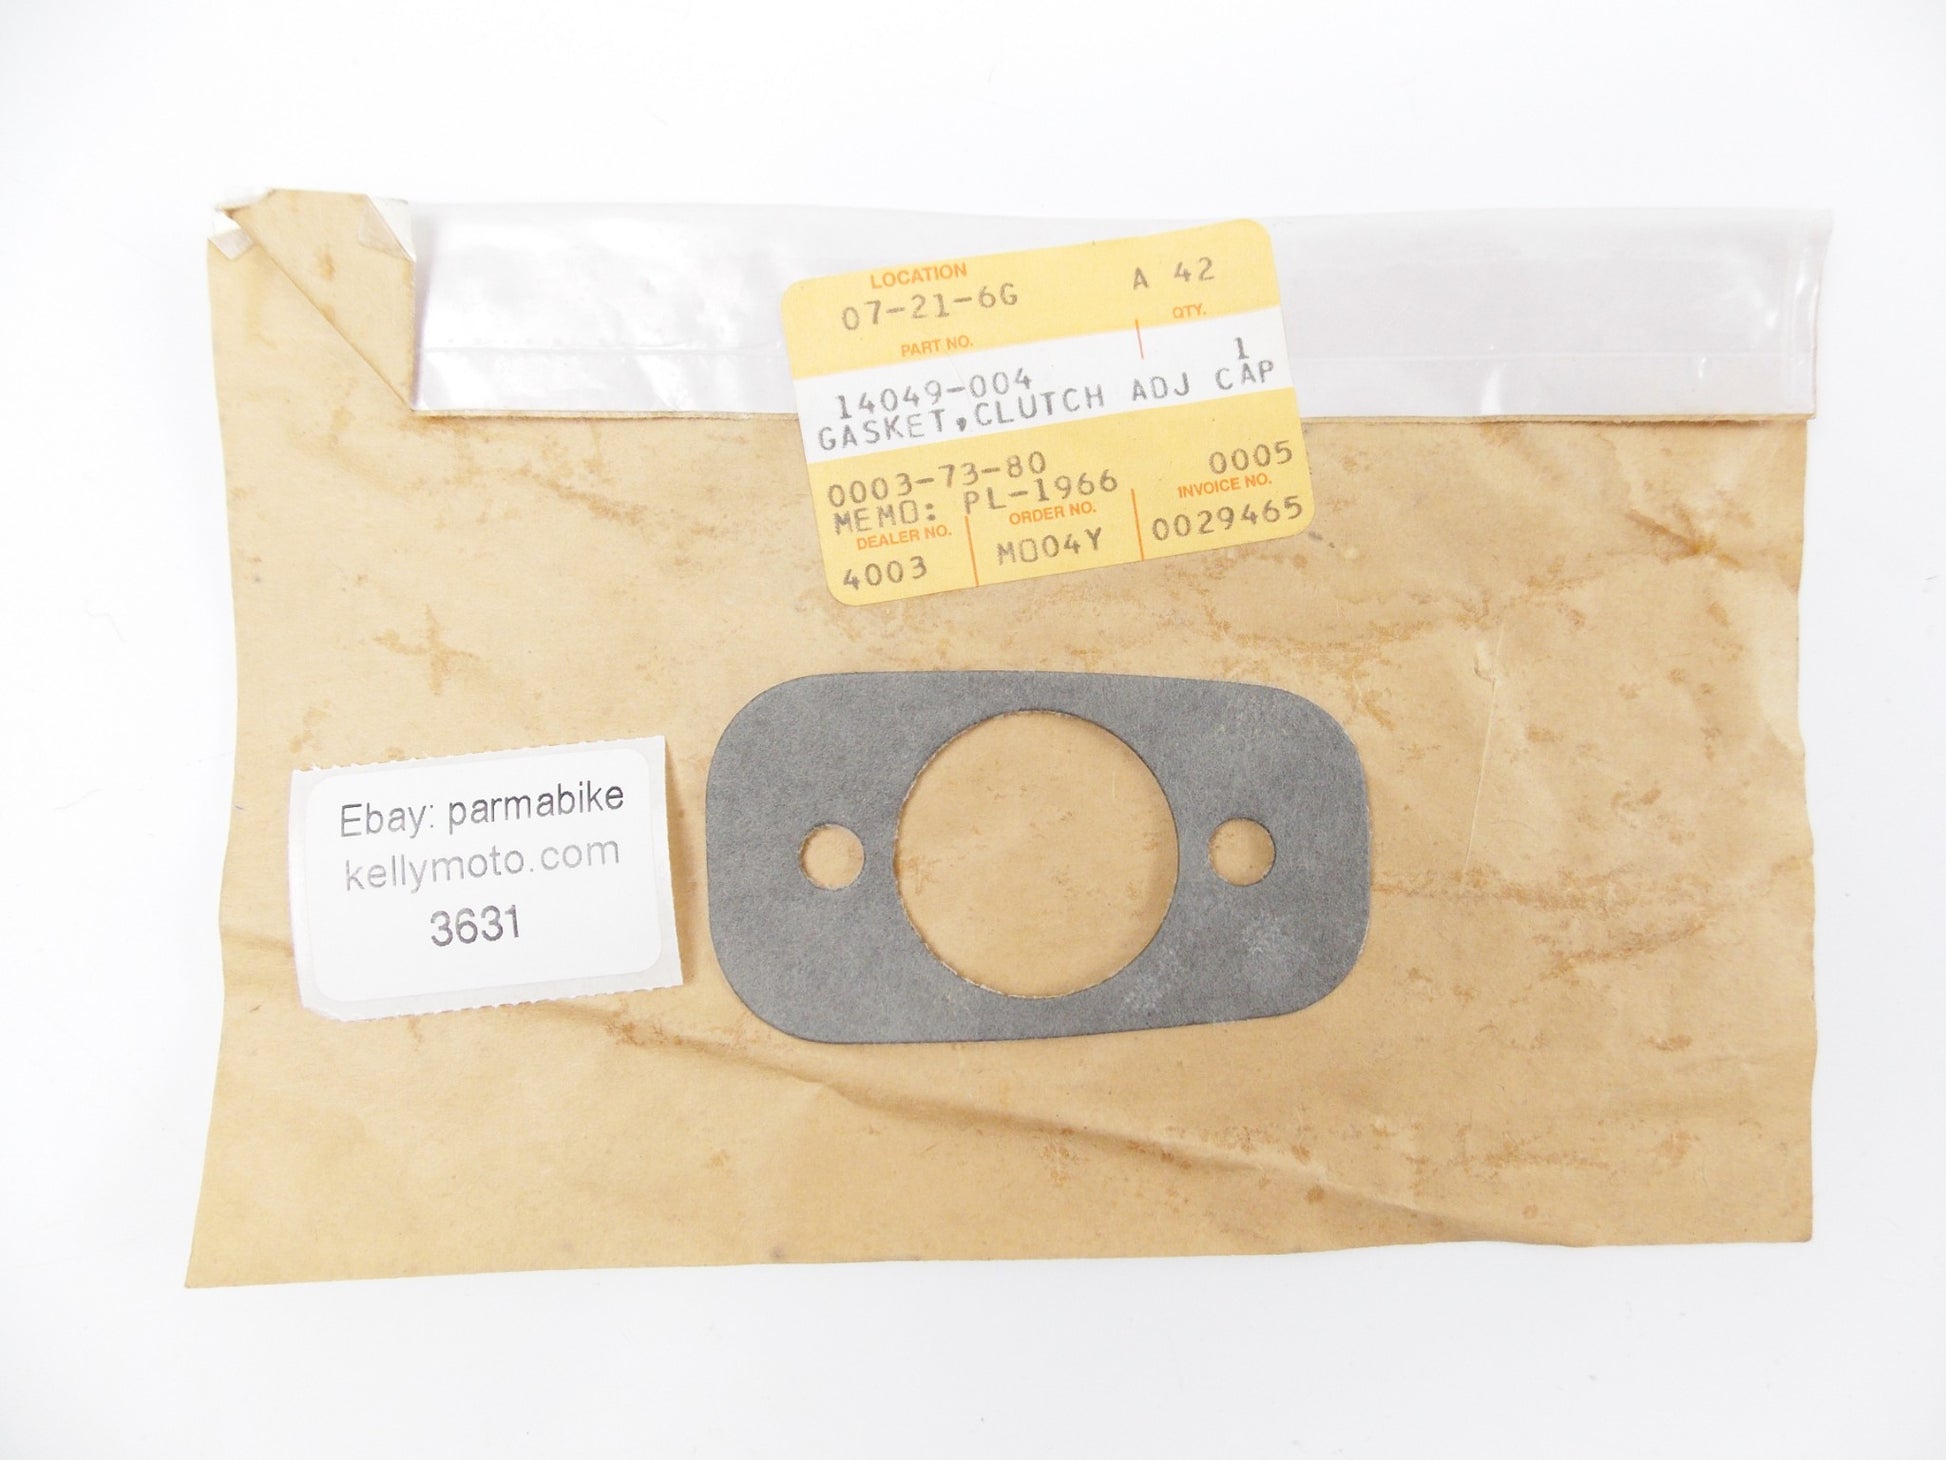 LOCATION
07-21-6G A 42
PART NO. QTY.
14049-004 1
GASKET,CLUTCH ADJ CAP
0003-73-80 0005
MEMO: PL-1966
DEALER NO. ORDER NO. INVOICE NO.
4003 M004Y 0029465
Ebay: parmabike
kellymoto.com
3631